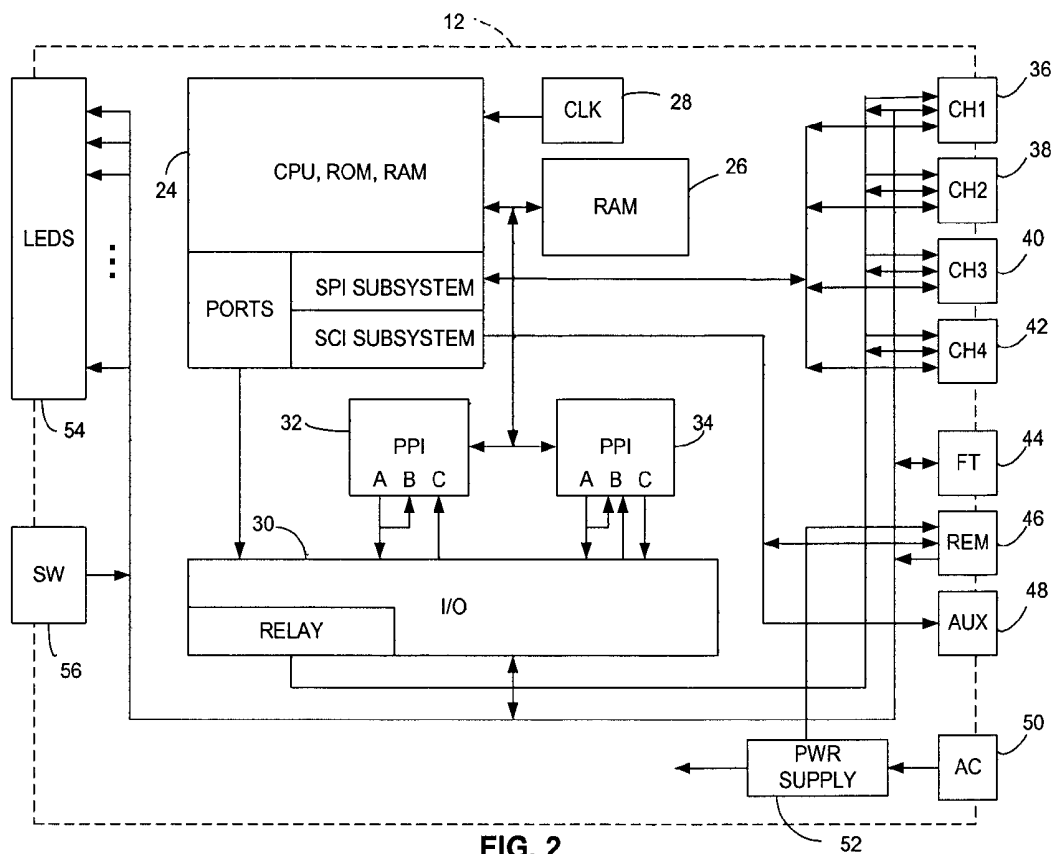 12
36
CLK
28
CH1
24
CPU, ROM, RAM
26
38
RAM
CH2
LEDS
40
SPI SUBSYSTEM
CH3
PORTS
SCI SUBSYSTEM
42
CH4
54
32
PPI
34
PPI
44
A B C
A B C
FT
30
46
SW
REM
I/O
48
RELAY
AUX
56
50
PWR
SUPPLY
AC
52
FIG. 2